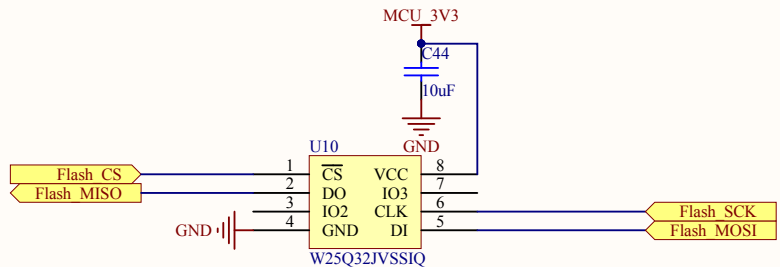 MCU_3V3
C44
10uF
GND
U10
Flash_CS 1 CS VCC 8
Flash_MISO 2 DO IO3 7
3 IO2 CLK 6 Flash_SCK
GND 4 GND DI 5 Flash_MOSI
W25Q32JVSSIQ